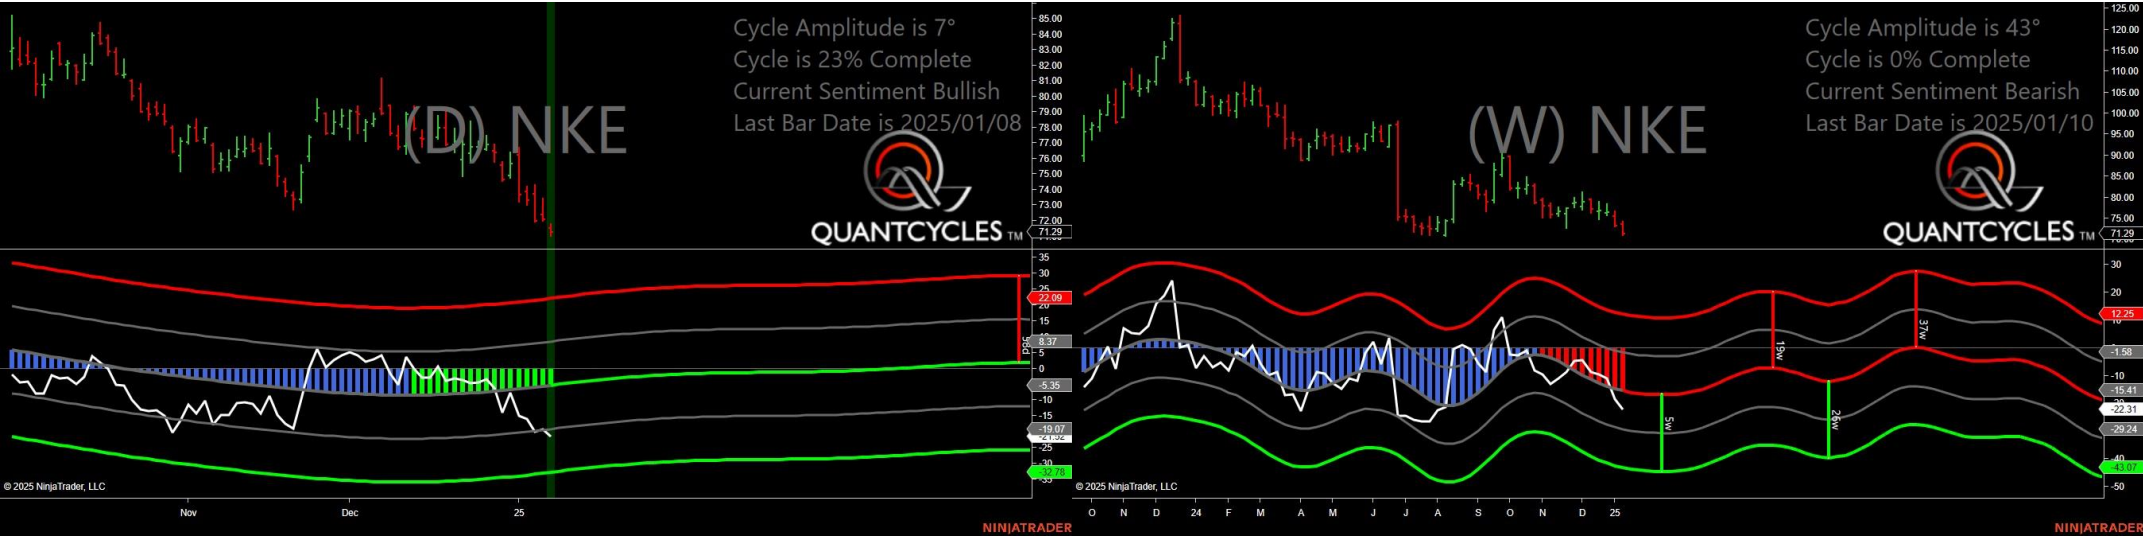 Cycle Amplitude is 7°
Cycle is 23% Complete
Current Sentiment Bullish
Last Bar Date is 2025/01/08
(D) NKE
QUANTCYCLES TM
85.00
84.00
83.00
82.00
81.00
80.00
79.00
78.00
77.00
76.00
75.00
74.00
73.00
72.00
71.29
35
30
22.09
20
15
8.37
5
0
-5.35
-10
-15
-19.07
-25
-32.78
© 2025 NinjaTrader, LLC
Nov
Dec
25
NINJATRADER
Cycle Amplitude is 43°
Cycle is 0% Complete
Current Sentiment Bearish
Last Bar Date is 2025/01/10
(W) NKE
QUANTCYCLES TM
125.00
120.00
115.00
110.00
105.00
100.00
95.00
90.00
85.00
80.00
75.00
71.29
30
20
12.25
-1.58
-10
-15.41
-22.31
-29.24
-40
-43.07
-50
19w
37w
5w
26w
© 2025 NinjaTrader, LLC
O N D 24 F M A M J J A S O N D 25
NINJATRADER